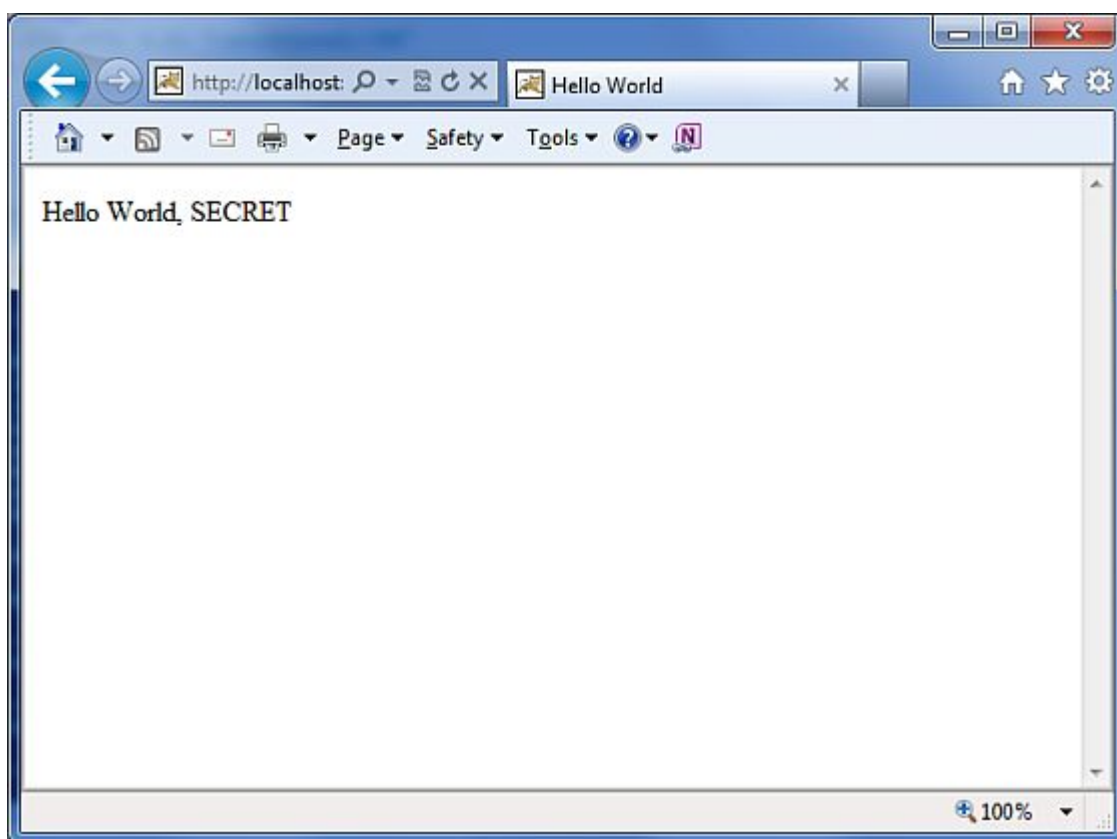 http://localhost:
Hello World
Page Safety Tools
Hello World, SECRET
100%